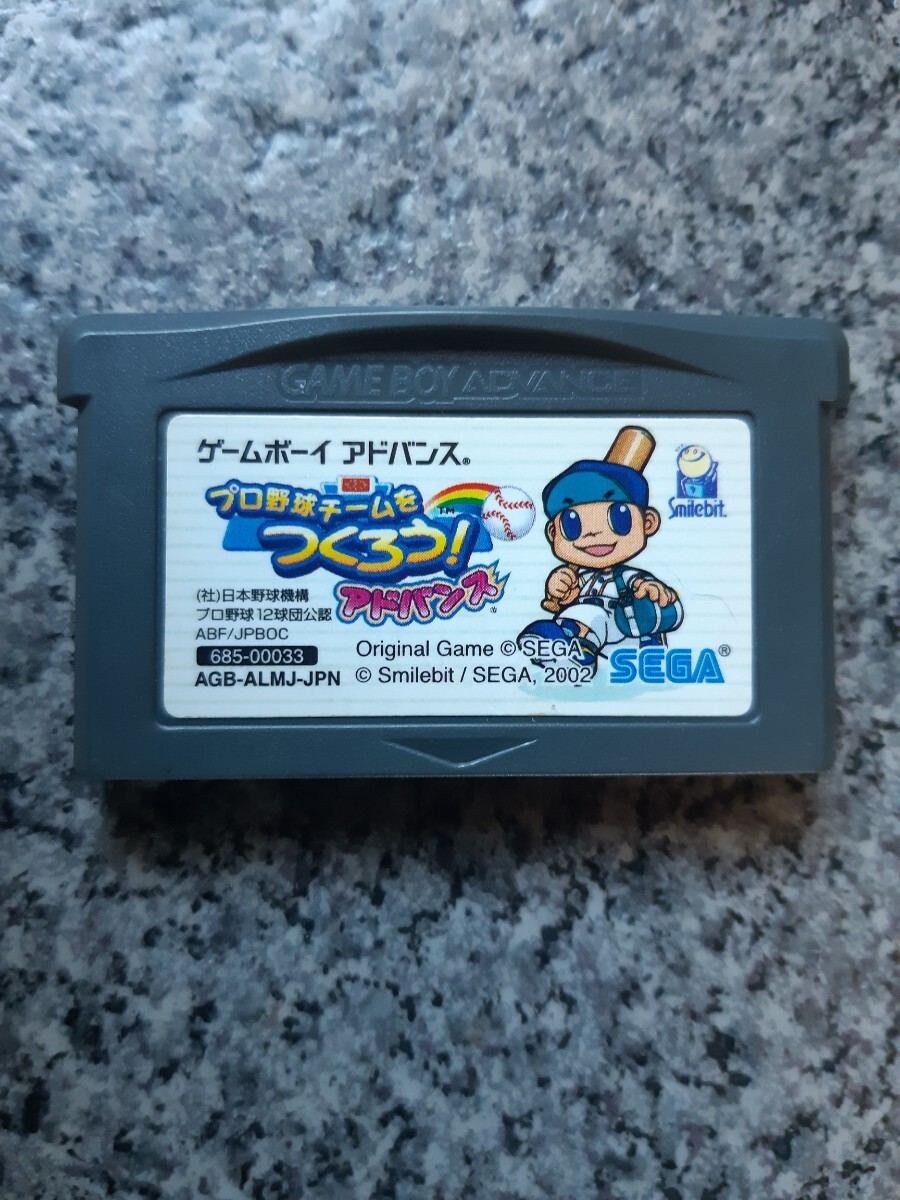 GAME BOY ADVANCE
ゲームボーイ アドバンス®
Smilebit.
プロ野球チームを
つくろう!
TM
アドバンス
(社)日本野球機構
プロ野球12球団公認
ABF/JPBOC
685-00033
AGB-ALMJ-JPN
Original Game © SEGA
© Smilebit / SEGA, 2002
SEGA®